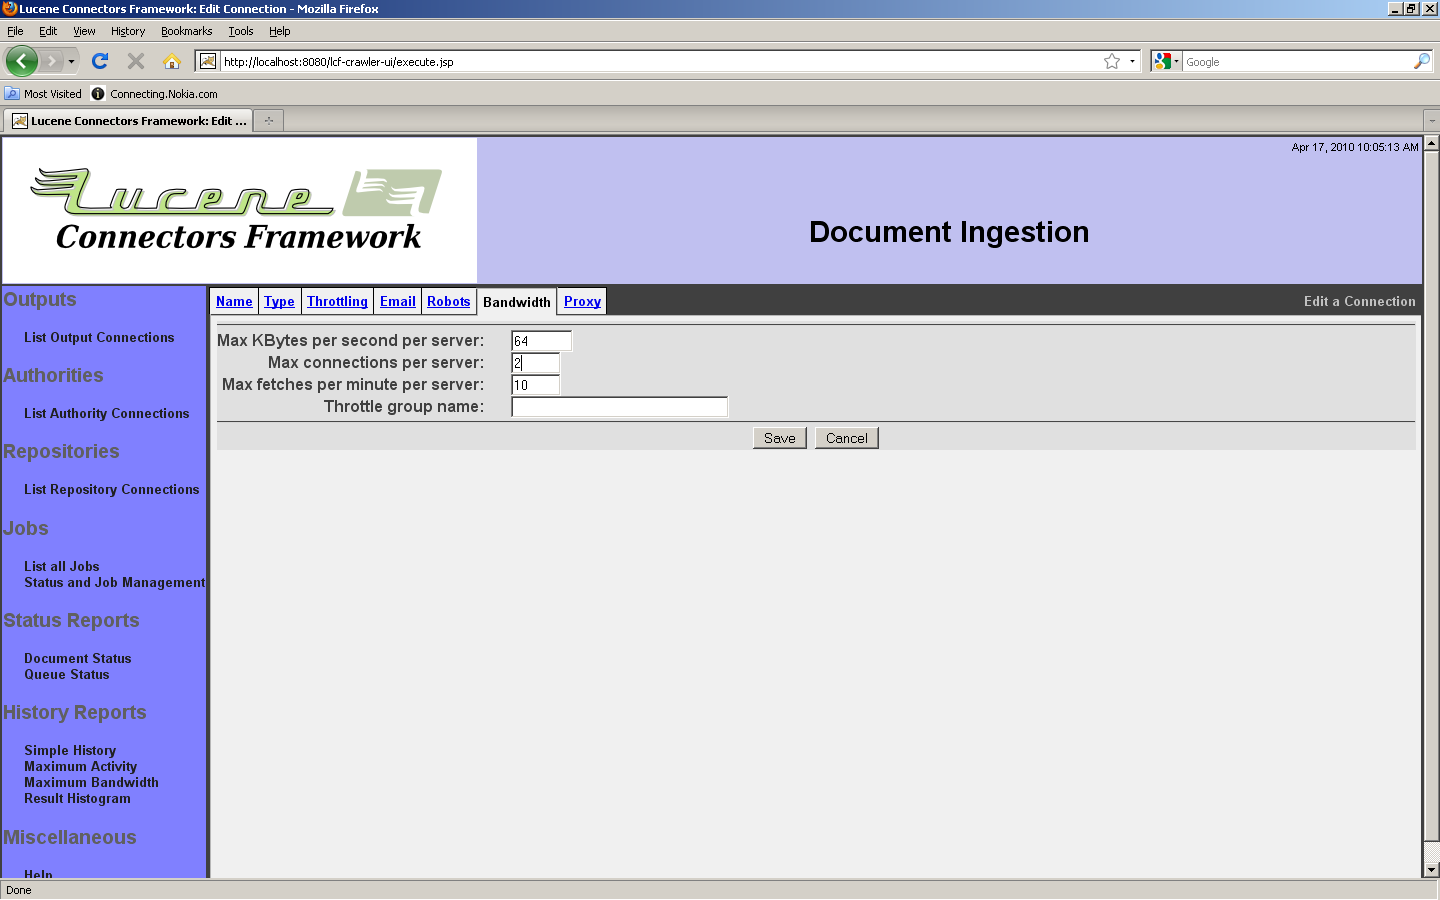 Lucene Connectors Framework: Edit Connection - Mozilla Firefox
File Edit View History Bookmarks Tools Help
http://localhost:8080/lcf-crawler-ui/execute.jsp
Google
Most Visited Connecting.Nokia.com
Lucene Connectors Framework: Edit ...
Apr 17, 2010 10:05:13 AM
Lucene
Connectors Framework
Document Ingestion
Outputs
List Output Connections
Authorities
List Authority Connections
Repositories
List Repository Connections
Jobs
List all Jobs
Status and Job Management
Status Reports
Document Status
Queue Status
History Reports
Simple History
Maximum Activity
Maximum Bandwidth
Result Histogram
Miscellaneous
Help
Name Type Throttling Email Robots Bandwidth Proxy Edit a Connection
Max KBytes per second per server: 64
Max connections per server: 2
Max fetches per minute per server: 10
Throttle group name:
Save Cancel
Done